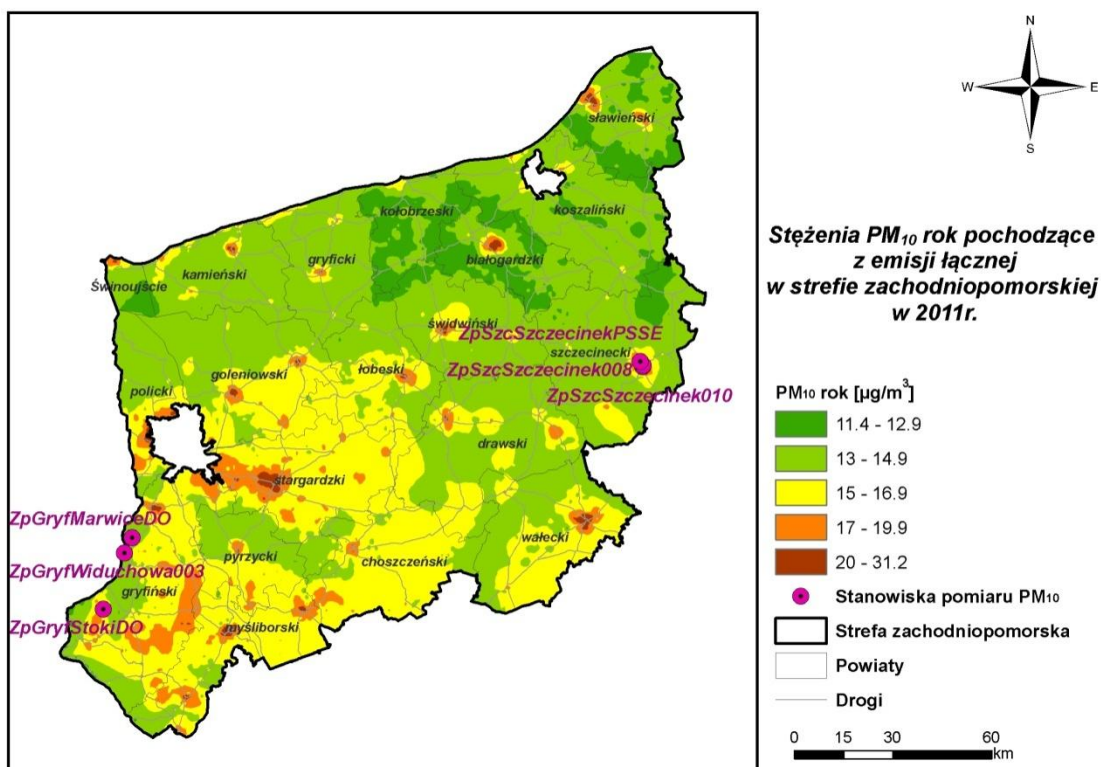 N
W
E
S
Stężenia PM10 rok pochodzące
z emisji łącznej
w strefie zachodniopomorskiej
w 2011r.
PM10 rok [µg/m³]
11.4 - 12.9
13 - 14.9
15 - 16.9
17 - 19.9
20 - 31.2
Stanowiska pomiaru PM10
Strefa zachodniopomorska
Powiaty
Drogi
0 15 30 60
km
sławieński
koszaliński
kołobrzeski
białogardzki
gryficki
kamieński
Świnoujście
świdwiński
ZpSzcSzczecinekPSSE
szczecinecki
ZpSzcSzczecinek008
ZpSzcSzczecinek010
goleniowski
łobeski
policki
drawski
stargardzki
ZpGryfMarwiceDO
ZpGryfWiduchowa003
pyrzycki
choszczeński
wałecki
gryfiński
ZpGryfStokiDO
myśliborski